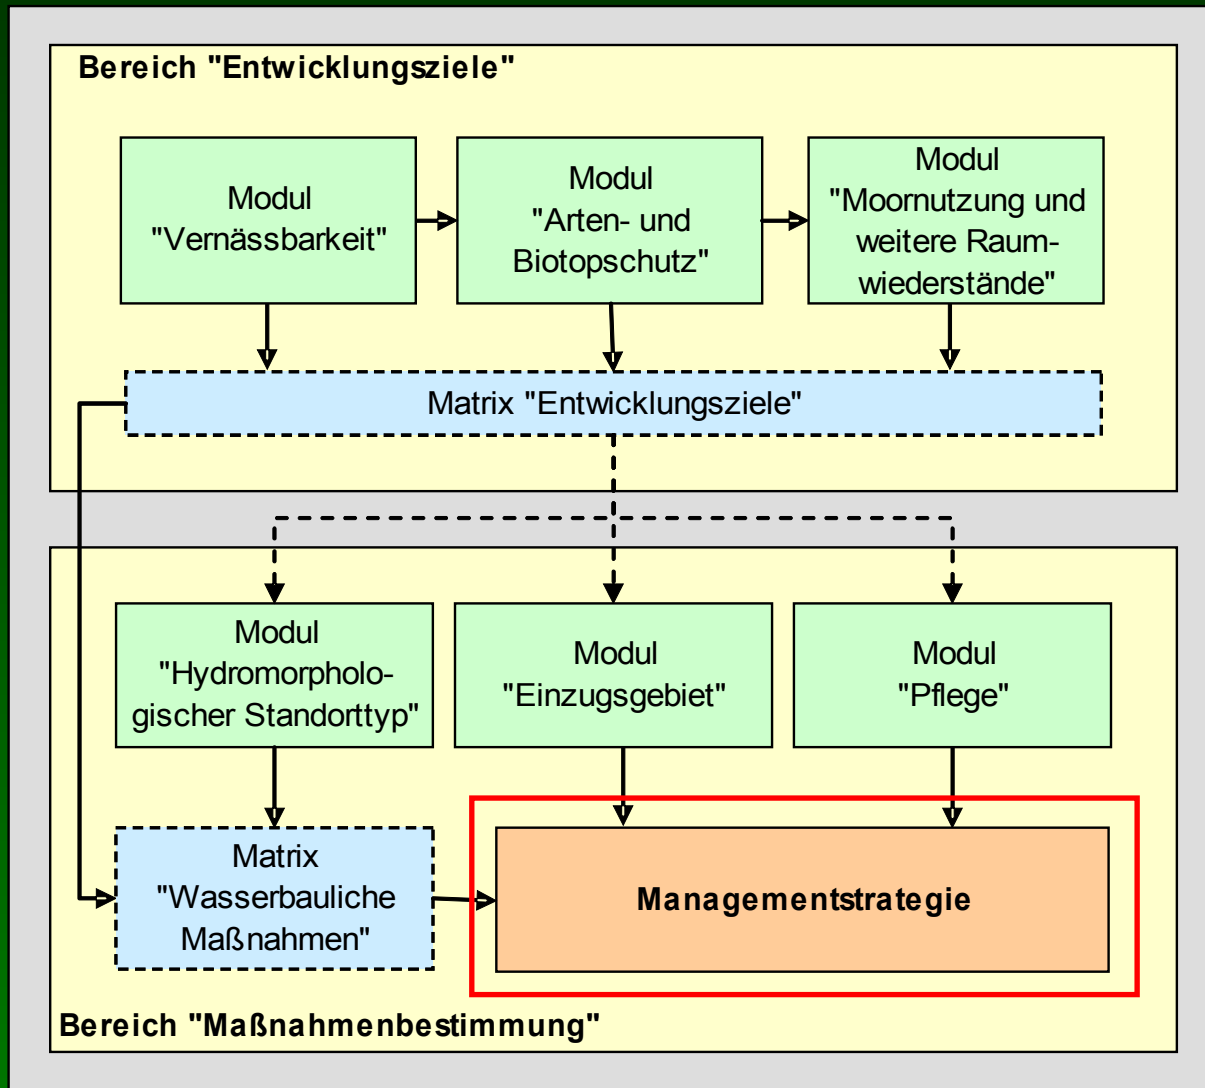 Bereich "Entwicklungsziele"
Modul
"Vernässbarkeit"
Modul
"Arten- und
Biotopschutz"
Modul
"Moornutzung und
weitere Raum-
wiederstände"
Matrix "Entwicklungsziele"
Modul
"Hydromorpholo-
gischer Standorttyp"
Modul
"Einzugsgebiet"
Modul
"Pflege"
Matrix
"Wasserbauliche
Maßnahmen"
Managementstrategie
Bereich "Maßnahmenbestimmung"